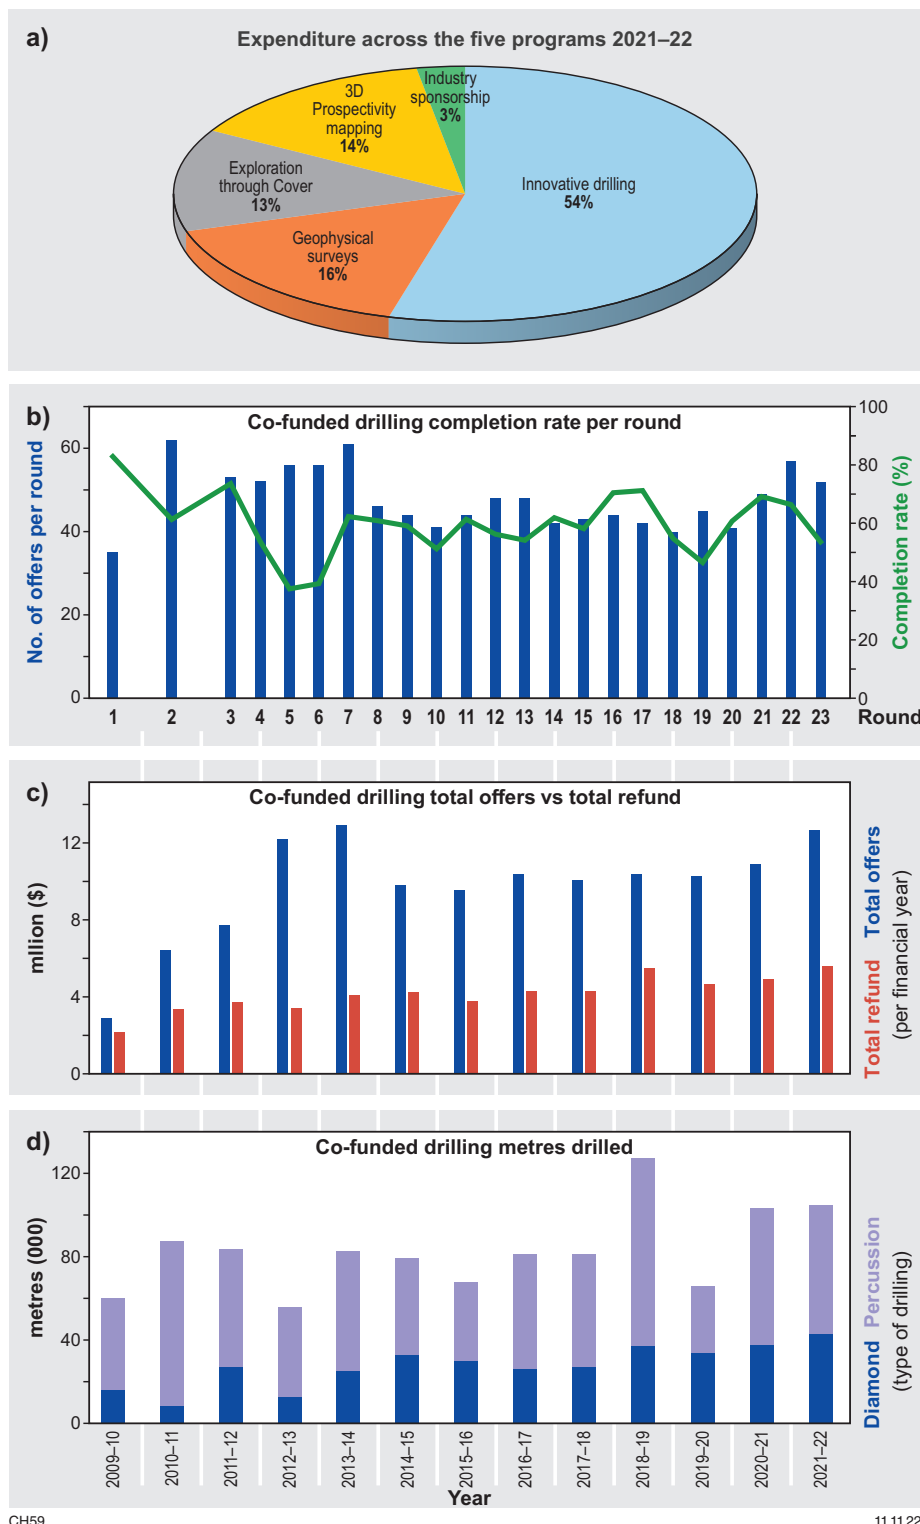 a)
Expenditure across the five programs 2021–22
Industry
sponsorship
3%
3D
Prospectivity
mapping
14%
Exploration
through Cover
13%
Innovative drilling
54%
Geophysical
surveys
16%
b)
Co-funded drilling completion rate per round
No. of offers per round
60
40
20
0
100
80
60
40
20
0
Completion rate (%)
1 2 3 4 5 6 7 8 9 10 11 12 13 14 15 16 17 18 19 20 21 22 23 Round
c)
Co-funded drilling total offers vs total refund
mllion ($)
12
8
4
0
Total refund Total offers
(per financial year)
d)
Co-funded drilling metres drilled
metres (000)
120
80
40
0
Diamond Percussion
(type of drilling)
2009–10
2010–11
2011–12
2012–13
2013–14
2014–15
2015–16
2016–17
2017–18
2018–19
2019–20
2020–21
2021–22
Year
CH59
11.11.22